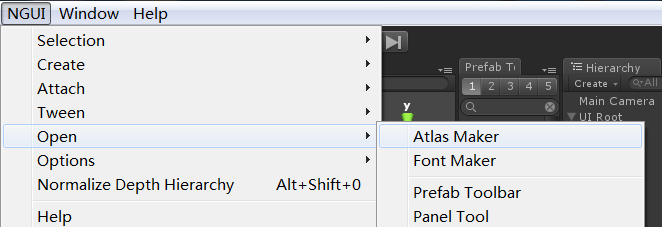 NGUI Window Help
Selection
Create
Attach
Tween
Open
Options
Normalize Depth Hierarchy Alt+Shift+0
Help
Atlas Maker
Font Maker
Prefab Toolbar
Panel Tool
Prefab To
1 2 3 4 5
y
Hierarchy
Create All
Main Camera
UI Root